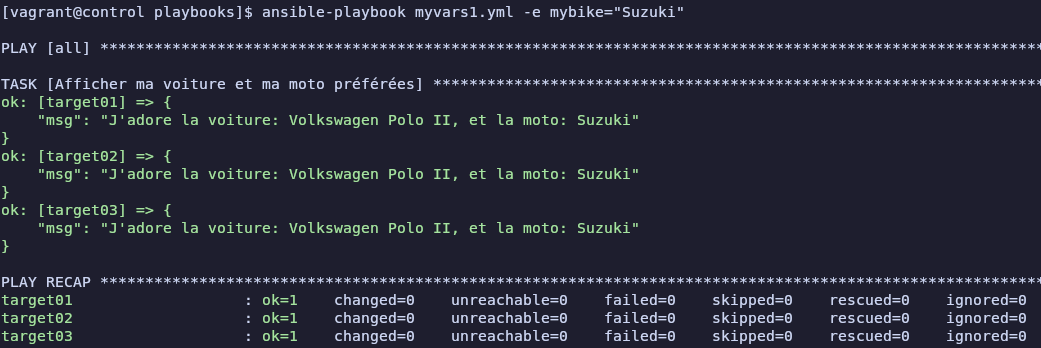 [vagrant@control playbooks]$ ansible-playbook myvars1.yml -e mybike="Suzuki"
PLAY [all] *********************************************************************************************************
TASK [Afficher ma voiture et ma moto préférées] ********************************************************************
ok: [target01] => {
    "msg": "J'adore la voiture: Volkswagen Polo II, et la moto: Suzuki"
}
ok: [target02] => {
    "msg": "J'adore la voiture: Volkswagen Polo II, et la moto: Suzuki"
}
ok: [target03] => {
    "msg": "J'adore la voiture: Volkswagen Polo II, et la moto: Suzuki"
}
PLAY RECAP *********************************************************************************************************
target01                   : ok=1    changed=0    unreachable=0    failed=0    skipped=0    rescued=0    ignored=0
target02                   : ok=1    changed=0    unreachable=0    failed=0    skipped=0    rescued=0    ignored=0
target03                   : ok=1    changed=0    unreachable=0    failed=0    skipped=0    rescued=0    ignored=0